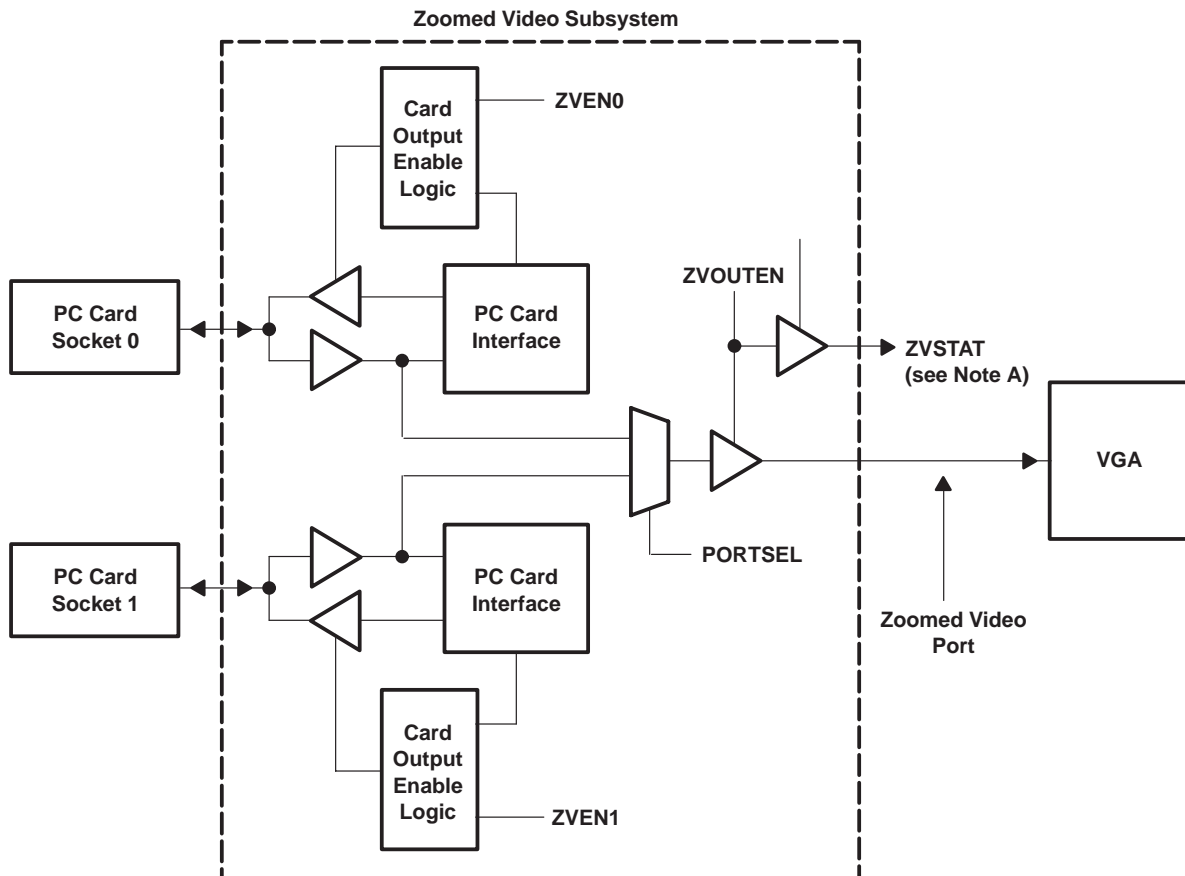 Zoomed Video Subsystem
Card
Output
Enable
Logic
ZVEN0
PC Card
Socket 0
PC Card
Interface
ZVOUTEN
ZVSTAT
(see Note A)
VGA
PORTSEL
PC Card
Socket 1
PC Card
Interface
Zoomed Video
Port
Card
Output
Enable
Logic
ZVEN1